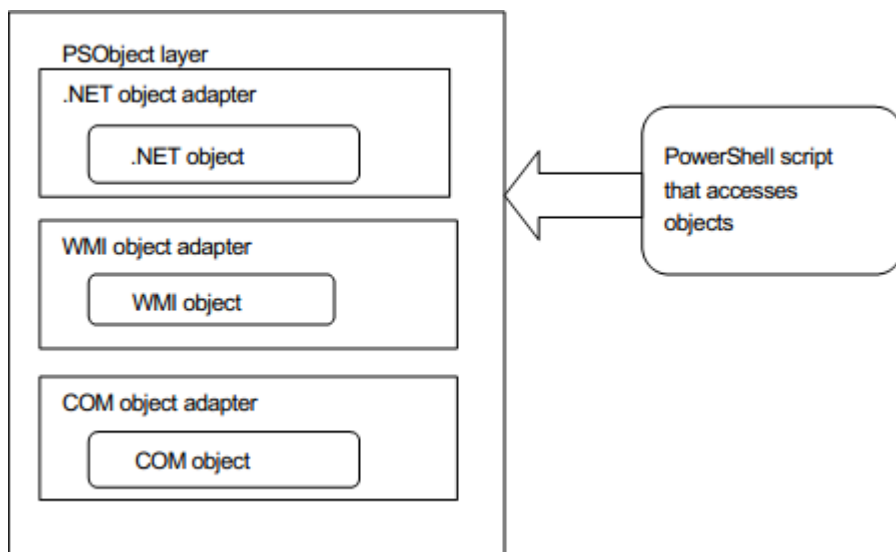 PSObject layer
.NET object adapter
.NET object
WMI object adapter
WMI object
COM object adapter
COM object
PowerShell script
that accesses
objects